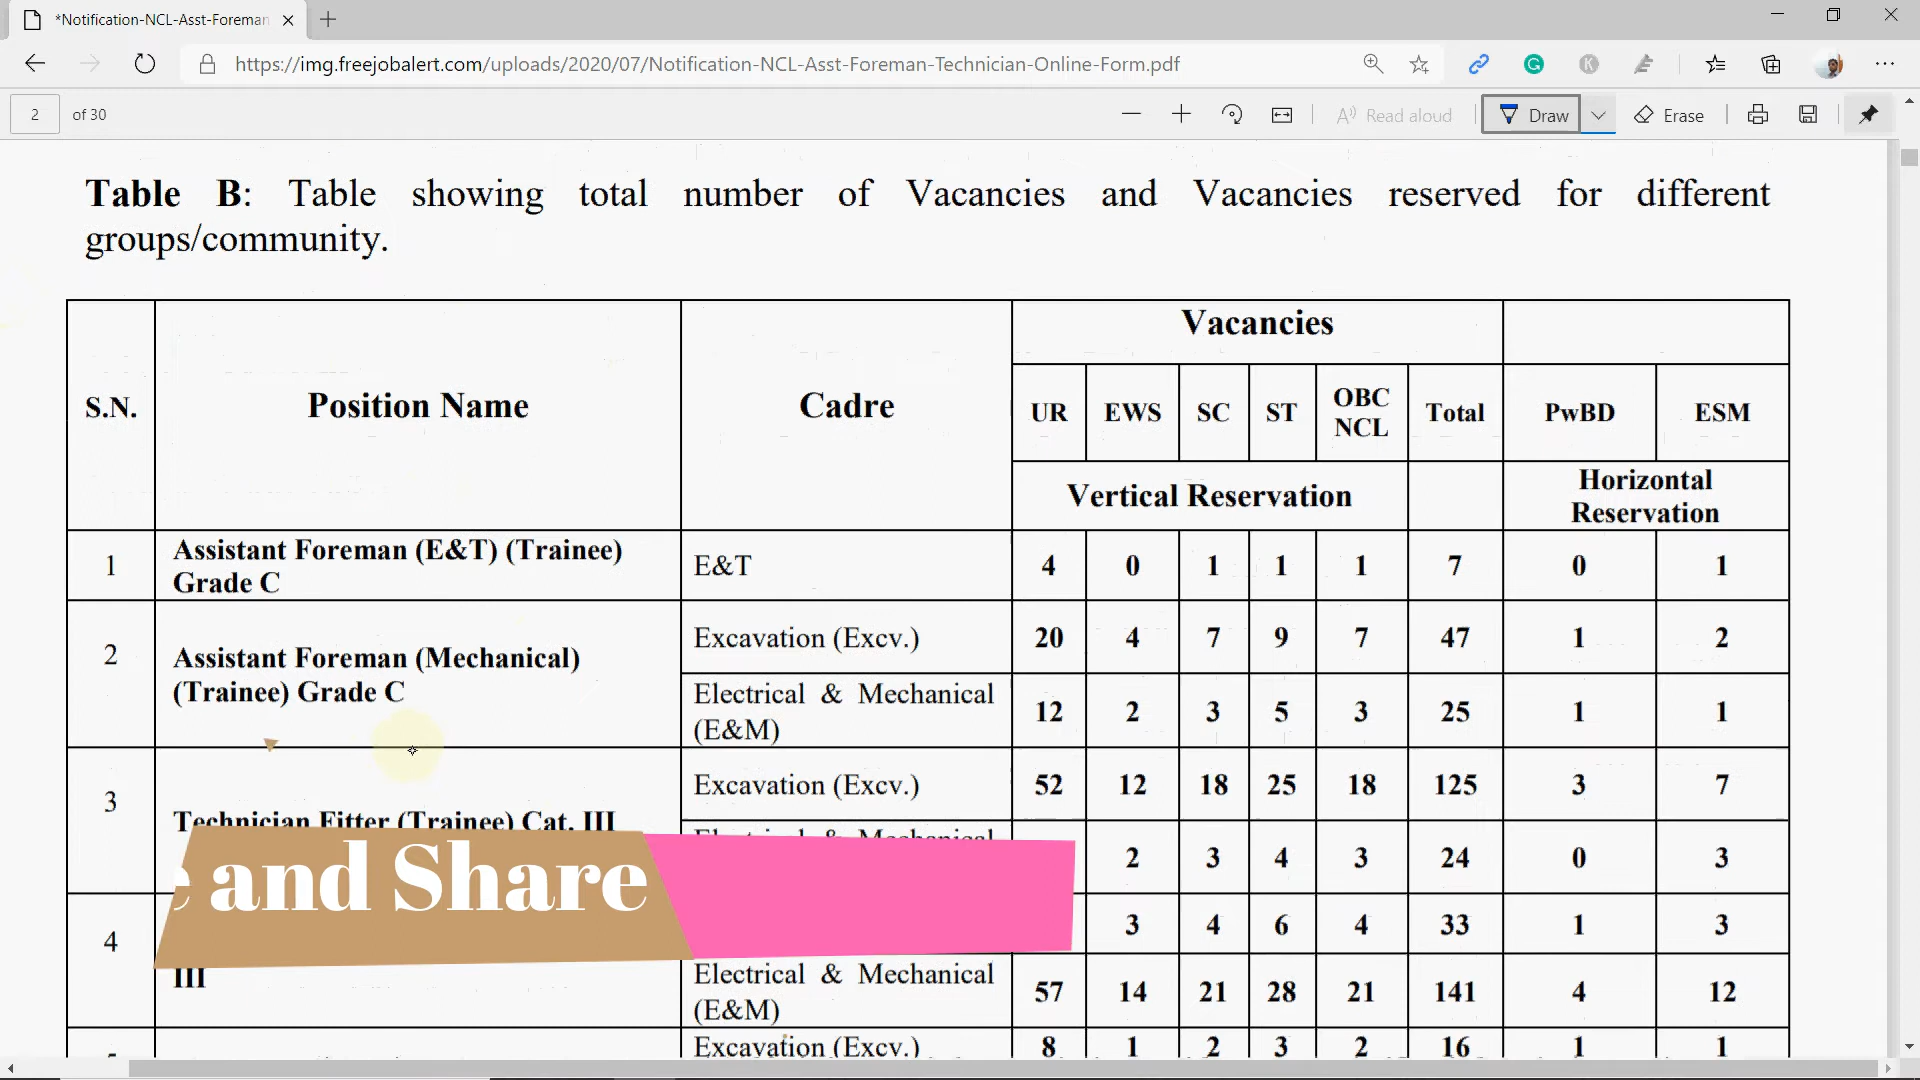 *Notification-NCL-Asst-Foreman
https://img.freejobalert.com/uploads/2020/07/Notification-NCL-Asst-Foreman-Technician-Online-Form.pdf
2 of 30 Read aloud Draw Erase
Table B: Table showing total number of Vacancies and Vacancies reserved for different
groups/community.
S.N. Position Name Cadre Vacancies
UR EWS SC ST OBC NCL Total PwBD ESM
Vertical Reservation Horizontal Reservation
1 Assistant Foreman (E&T) (Trainee) Grade C E&T 4 0 1 1 1 7 0 1
2 Assistant Foreman (Mechanical) (Trainee) Grade C Excavation (Excv.) 20 4 7 9 7 47 1 2
Electrical & Mechanical (E&M) 12 2 3 5 3 25 1 1
3 Technician Fitter (Trainee) Cat. III Excavation (Excv.) 52 12 18 25 18 125 3 7
Electrical & Mechanical 2 3 4 3 24 0 3
and Share
4 3 4 6 4 33 1 3
III Electrical & Mechanical (E&M) 57 14 21 28 21 141 4 12
Excavation (Excv.) 8 1 2 3 2 16 1 1